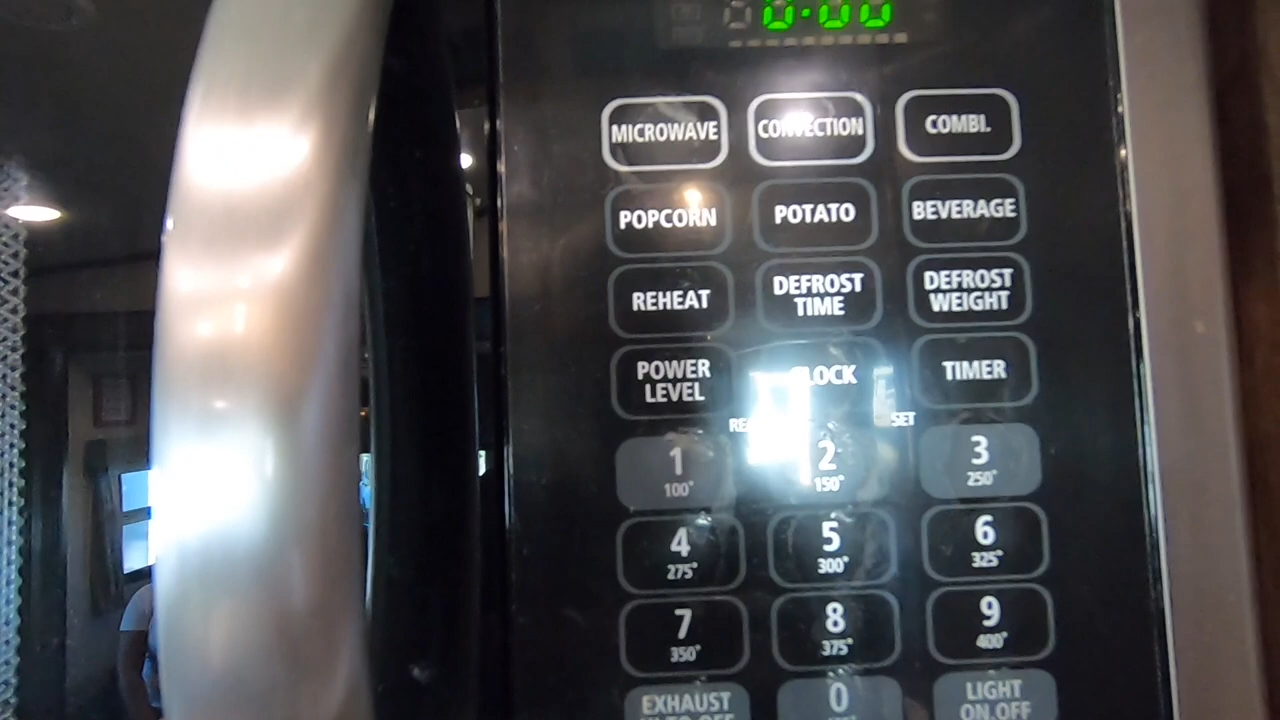 0:00
MICROWAVE
CONVECTION
COMBI.
POPCORN
POTATO
BEVERAGE
REHEAT
DEFROST
TIME
DEFROST
WEIGHT
POWER
LEVEL
CLOCK
TIMER
SET
1
100°
2
150°
3
250°
4
275°
5
300°
6
325°
7
350°
8
375°
9
400°
EXHAUST
0
LIGHT
ON.OFF